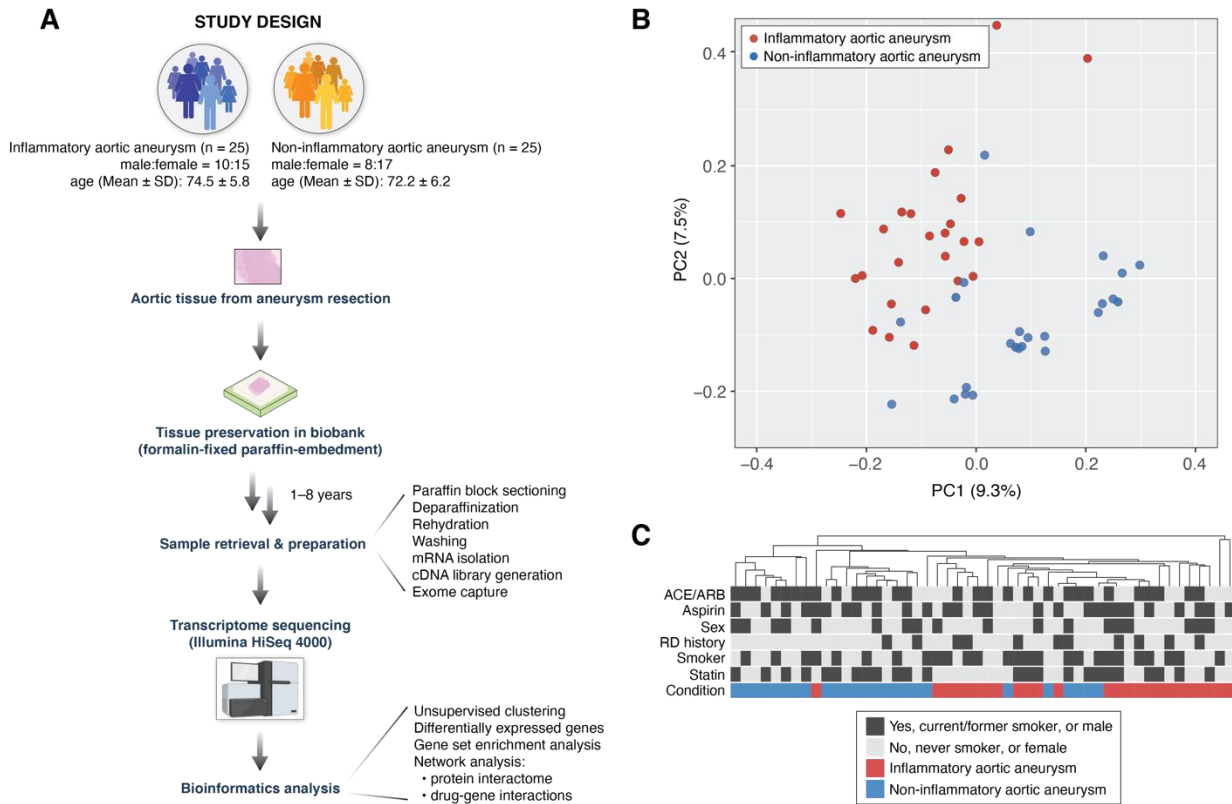 A
STUDY DESIGN
Inflammatory aortic aneurysm (n = 25)
male:female = 10:15
age (Mean ± SD): 74.5 ± 5.8
Non-inflammatory aortic aneurysm (n = 25)
male:female = 8:17
age (Mean ± SD): 72.2 ± 6.2
Aortic tissue from aneurysm resection
Tissue preservation in biobank
(formalin-fixed paraffin-embedment)
1–8 years
Sample retrieval & preparation
Paraffin block sectioning
Deparaffinization
Rehydration
Washing
mRNA isolation
cDNA library generation
Exome capture
Transcriptome sequencing
(Illumina HiSeq 4000)
Bioinformatics analysis
Unsupervised clustering
Differentially expressed genes
Gene set enrichment analysis
Network analysis:
• protein interactome
• drug-gene interactions
B
Inflammatory aortic aneurysm
Non-inflammatory aortic aneurysm
0.4
0.2
0.0
−0.2
PC2 (7.5%)
−0.4
−0.2
0.0
0.2
0.4
PC1 (9.3%)
C
ACE/ARB
Aspirin
Sex
RD history
Smoker
Statin
Condition
Yes, current/former smoker, or male
No, never smoker, or female
Inflammatory aortic aneurysm
Non-inflammatory aortic aneurysm